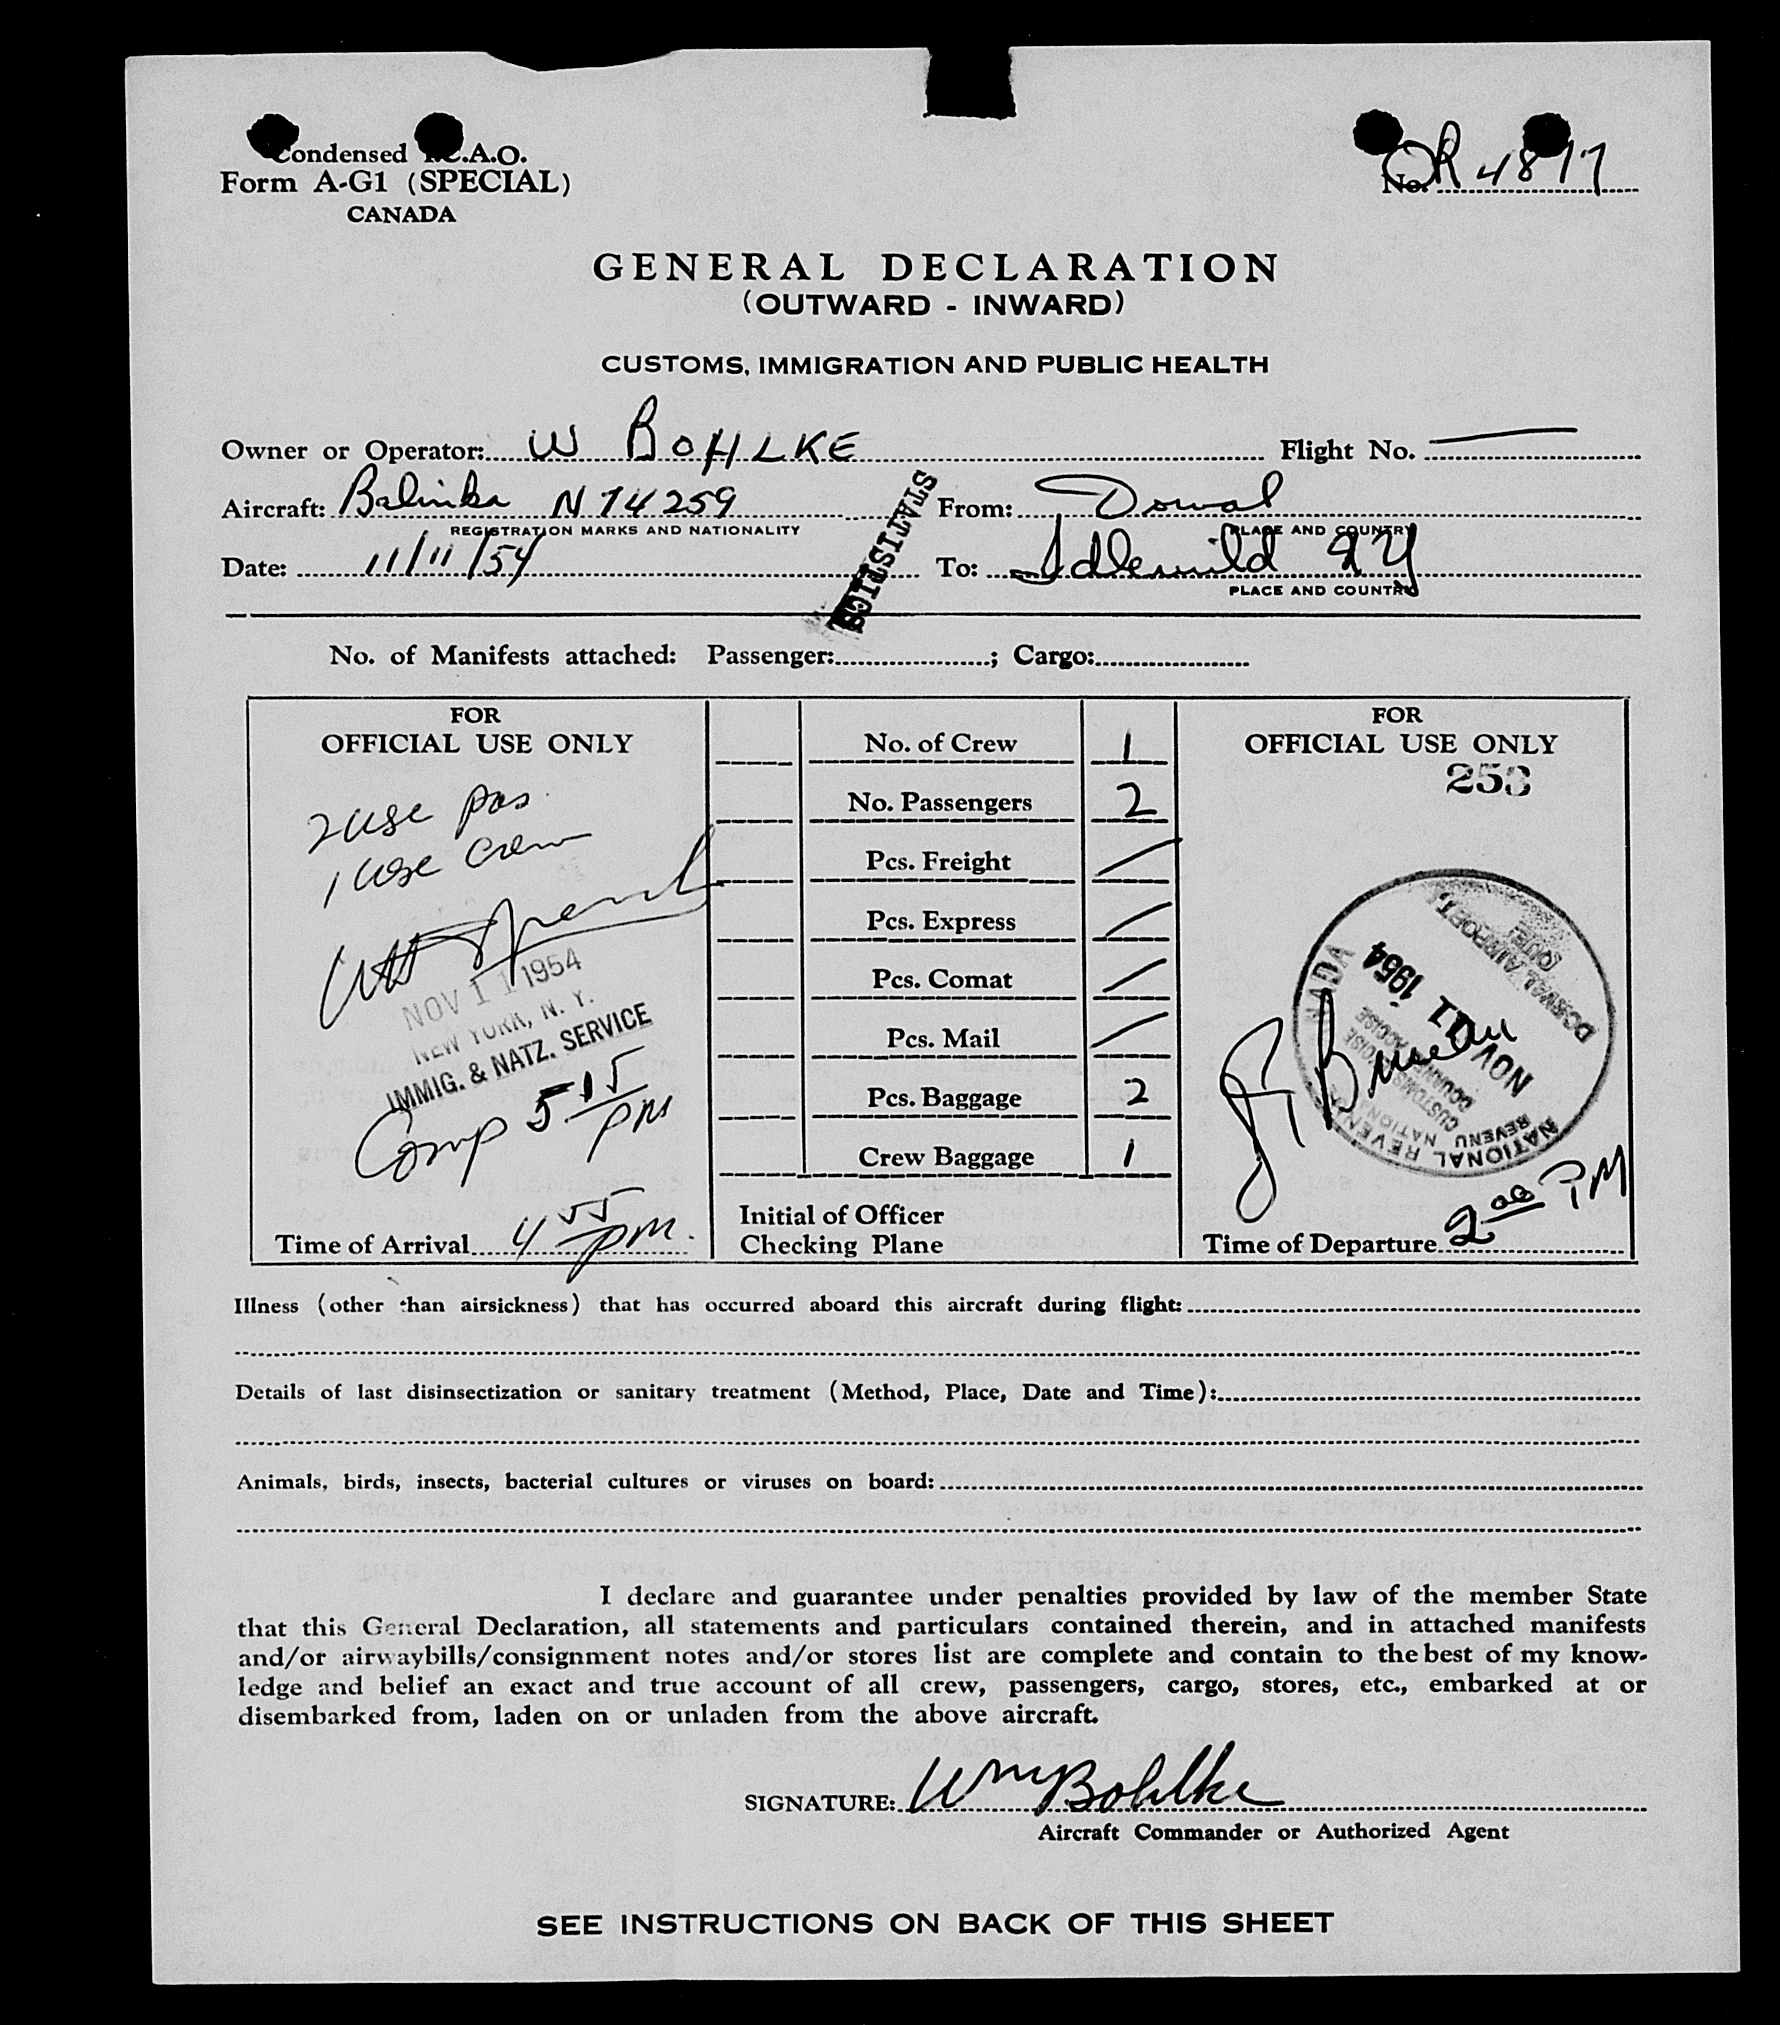 Condensed I.C.A.O.
Form A-G1 (SPECIAL)
CANADA
No. OR 4817
GENERAL DECLARATION
(OUTWARD - INWARD)
CUSTOMS, IMMIGRATION AND PUBLIC HEALTH
Owner or Operator: W BOHLKE Flight No. —
Aircraft: N 74259 From: Dorval
REGISTRATION MARKS AND NATIONALITY PLACE AND COUNTRY
STATISTICS
Date: 11/11/54 To: Idlewild NY
PLACE AND COUNTRY
No. of Manifests attached: Passenger: ; Cargo:
FOR
OFFICIAL USE ONLY
2 USC pas.
1 USC Crew
NOV 11 1954
NEW YORK, N. Y.
IMMIG. & NATZ. SERVICE
Comp 5 15 PM
Time of Arrival 4 55 pm.
No. of Crew 1
No. Passengers 2
Pcs. Freight /
Pcs. Express /
Pcs. Comat /
Pcs. Mail /
Pcs. Baggage 2
Crew Baggage 1
Initial of Officer
Checking Plane
FOR
OFFICIAL USE ONLY
253
DORVAL AIRPORT,
QUE.
NOV 11 1954
NATIONAL REVENUE
CANADA
Time of Departure 2 00 PM
Illness (other than airsickness) that has occurred aboard this aircraft during flight:
Details of last disinsectization or sanitary treatment (Method, Place, Date and Time):
Animals, birds, insects, bacterial cultures or viruses on board:
I declare and guarantee under penalties provided by law of the member State
that this General Declaration, all statements and particulars contained therein, and in attached manifests
and/or airwaybills/consignment notes and/or stores list are complete and contain to the best of my know-
ledge and belief an exact and true account of all crew, passengers, cargo, stores, etc., embarked at or
disembarked from, laden on or unladen from the above aircraft.
SIGNATURE: Wm Bohlke
Aircraft Commander or Authorized Agent
SEE INSTRUCTIONS ON BACK OF THIS SHEET